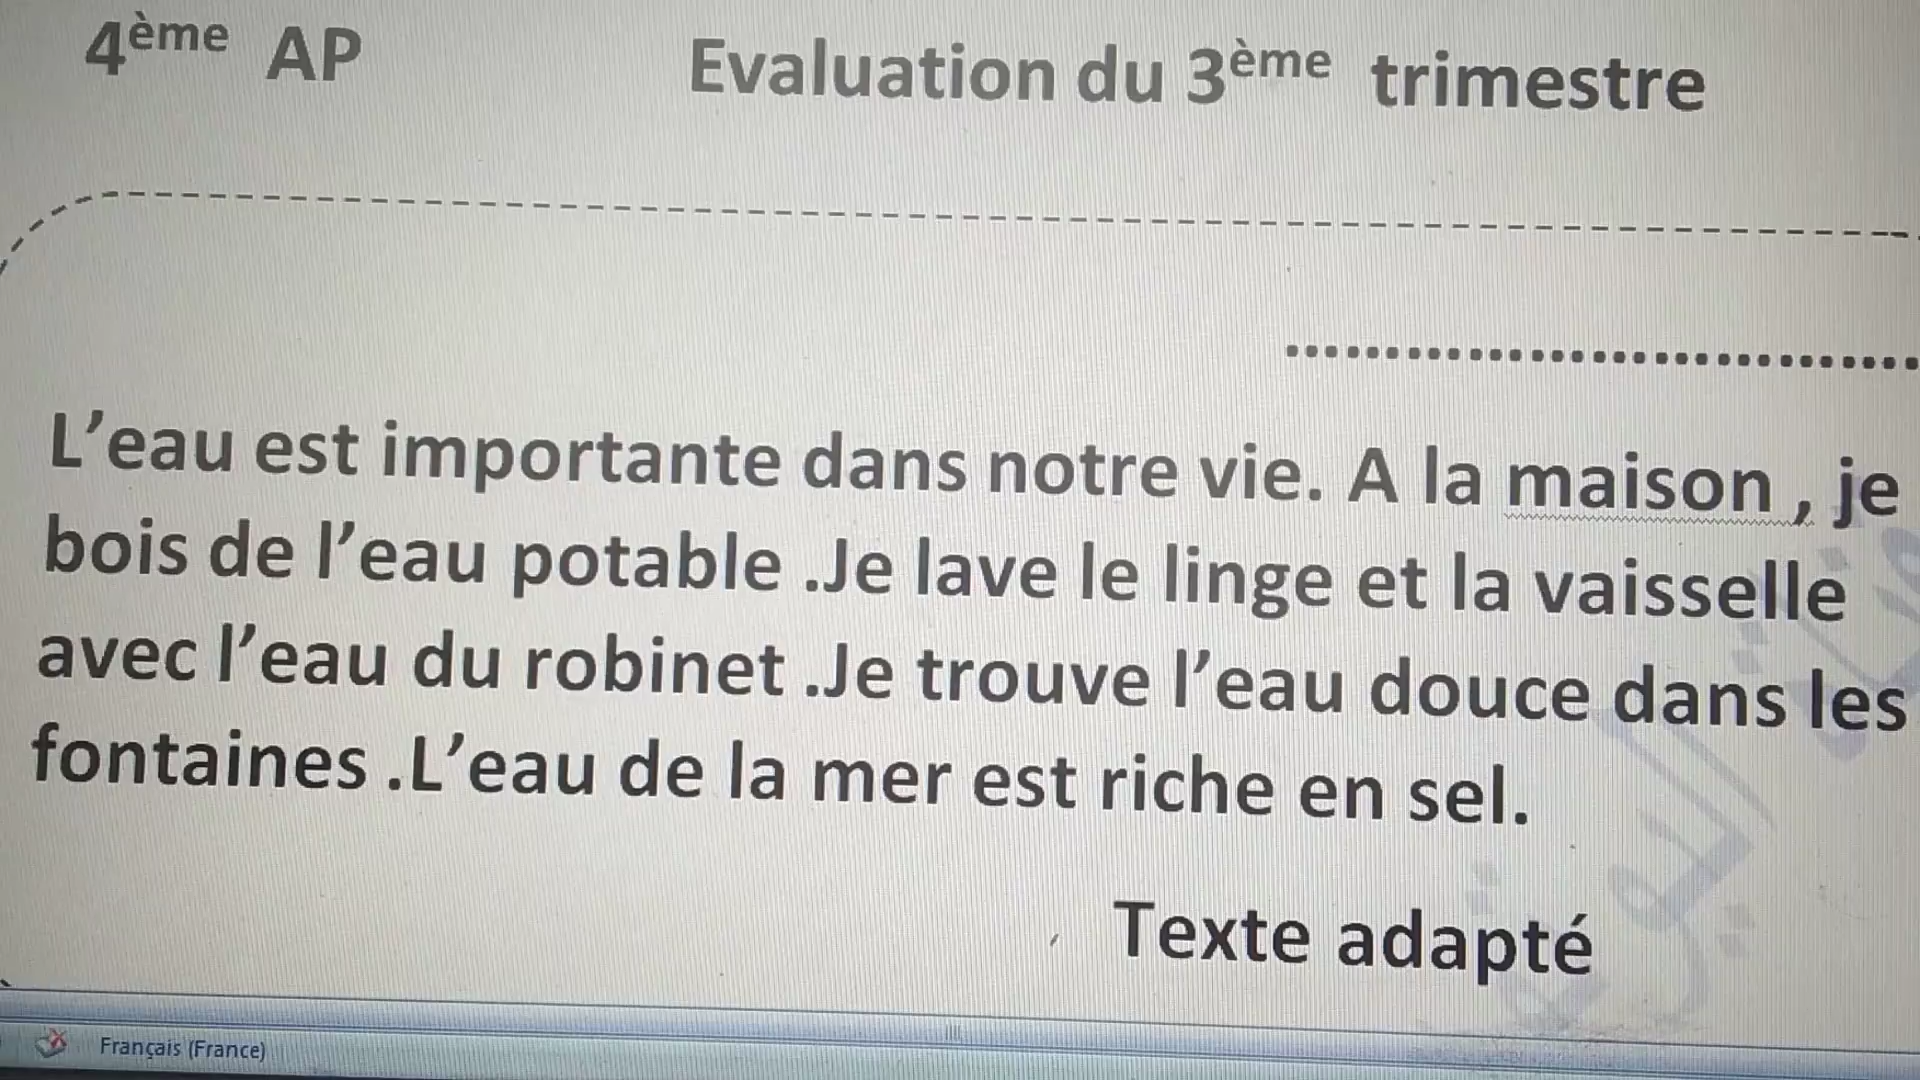 4ème AP Evaluation du 3ème trimestre
................................
L'eau est importante dans notre vie. A la maison , je
bois de l'eau potable .Je lave le linge et la vaisselle
avec l'eau du robinet .Je trouve l'eau douce dans les
fontaines .L'eau de la mer est riche en sel.
Texte adapté
Français (France)